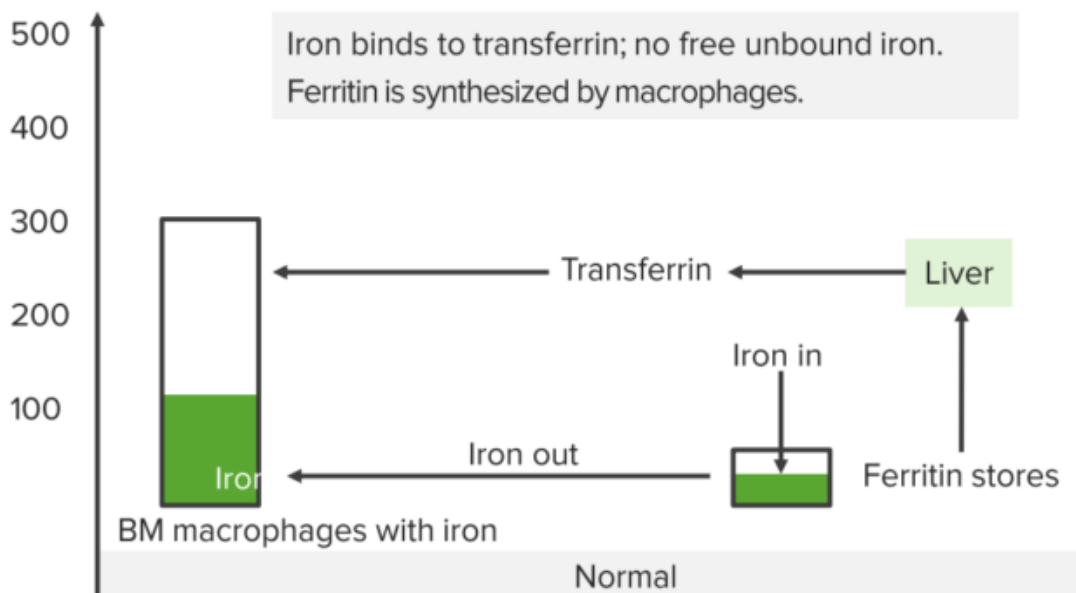 500
Iron binds to transferrin; no free unbound iron.
Ferritin is synthesized by macrophages.
400
300
Transferrin
Liver
200
Iron in
100
Iron out
Iron
Ferritin stores
BM macrophages with iron
Normal